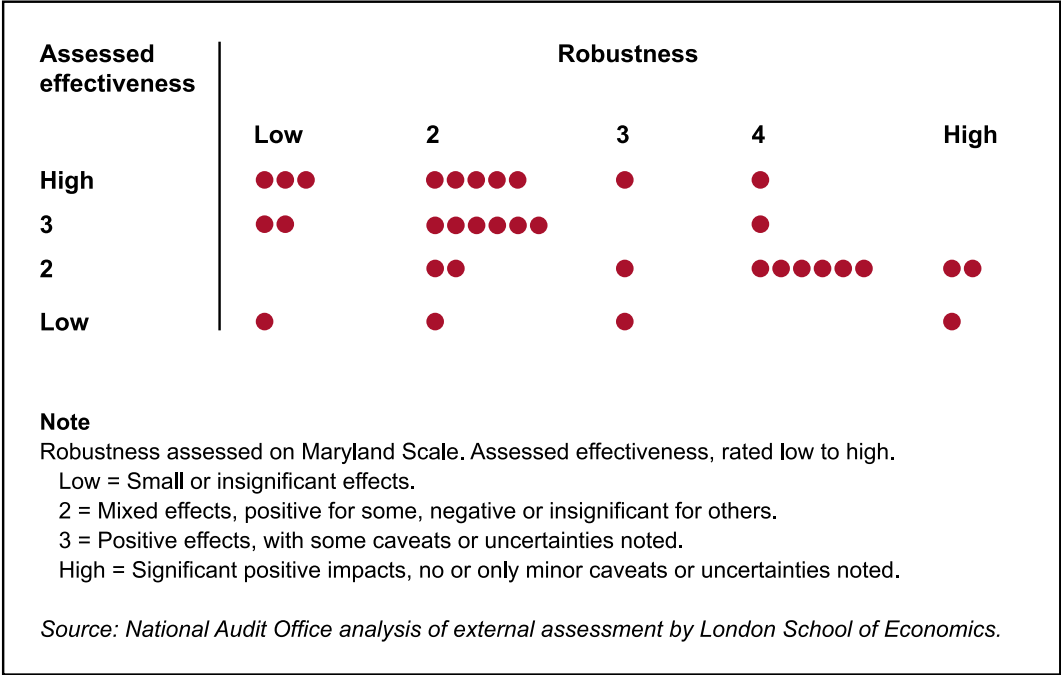 Assessed effectiveness
Robustness
Low 2 3 4 High
High
3
2
Low
Note
Robustness assessed on Maryland Scale. Assessed effectiveness, rated low to high.
Low = Small or insignificant effects.
2 = Mixed effects, positive for some, negative or insignificant for others.
3 = Positive effects, with some caveats or uncertainties noted.
High = Significant positive impacts, no or only minor caveats or uncertainties noted.
Source: National Audit Office analysis of external assessment by London School of Economics.